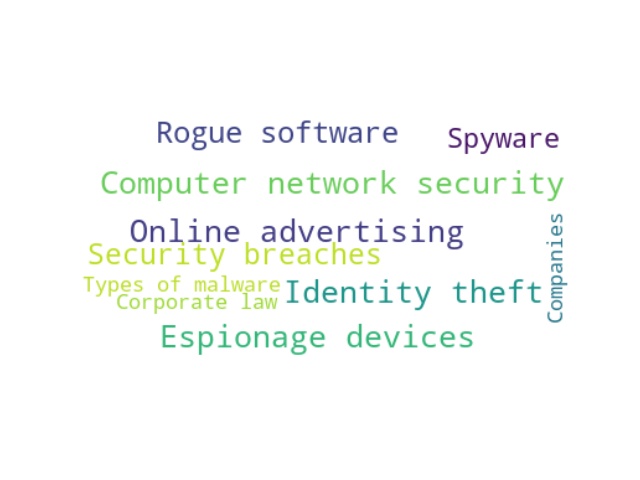 Rogue software
Spyware
Computer network security
Online advertising
Security breaches
Companies
Types of malware
Identity theft
Corporate law
Espionage devices